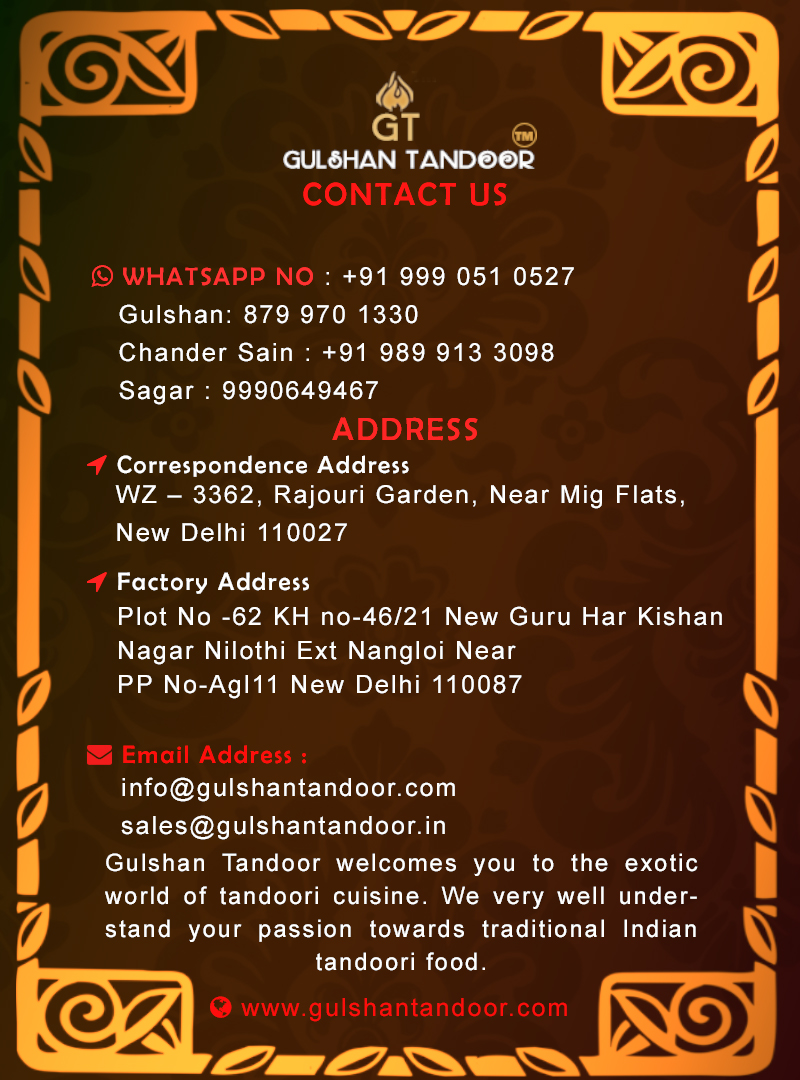 GT
TM
GULSHAN TANDOOR
CONTACT US
WHATSAPP NO : +91 999 051 0527
Gulshan: 879 970 1330
Chander Sain : +91 989 913 3098
Sagar : 9990649467
ADDRESS
Correspondence Address
WZ – 3362, Rajouri Garden, Near Mig Flats,
New Delhi 110027
Factory Address
Plot No -62 KH no-46/21 New Guru Har Kishan
Nagar Nilothi Ext Nangloi Near
PP No-Agl11 New Delhi 110087
Email Address :
info@gulshantandoor.com
sales@gulshantandoor.in
Gulshan Tandoor welcomes you to the exotic
world of tandoori cuisine. We very well under-
stand your passion towards traditional Indian
tandoori food.
www.gulshantandoor.com